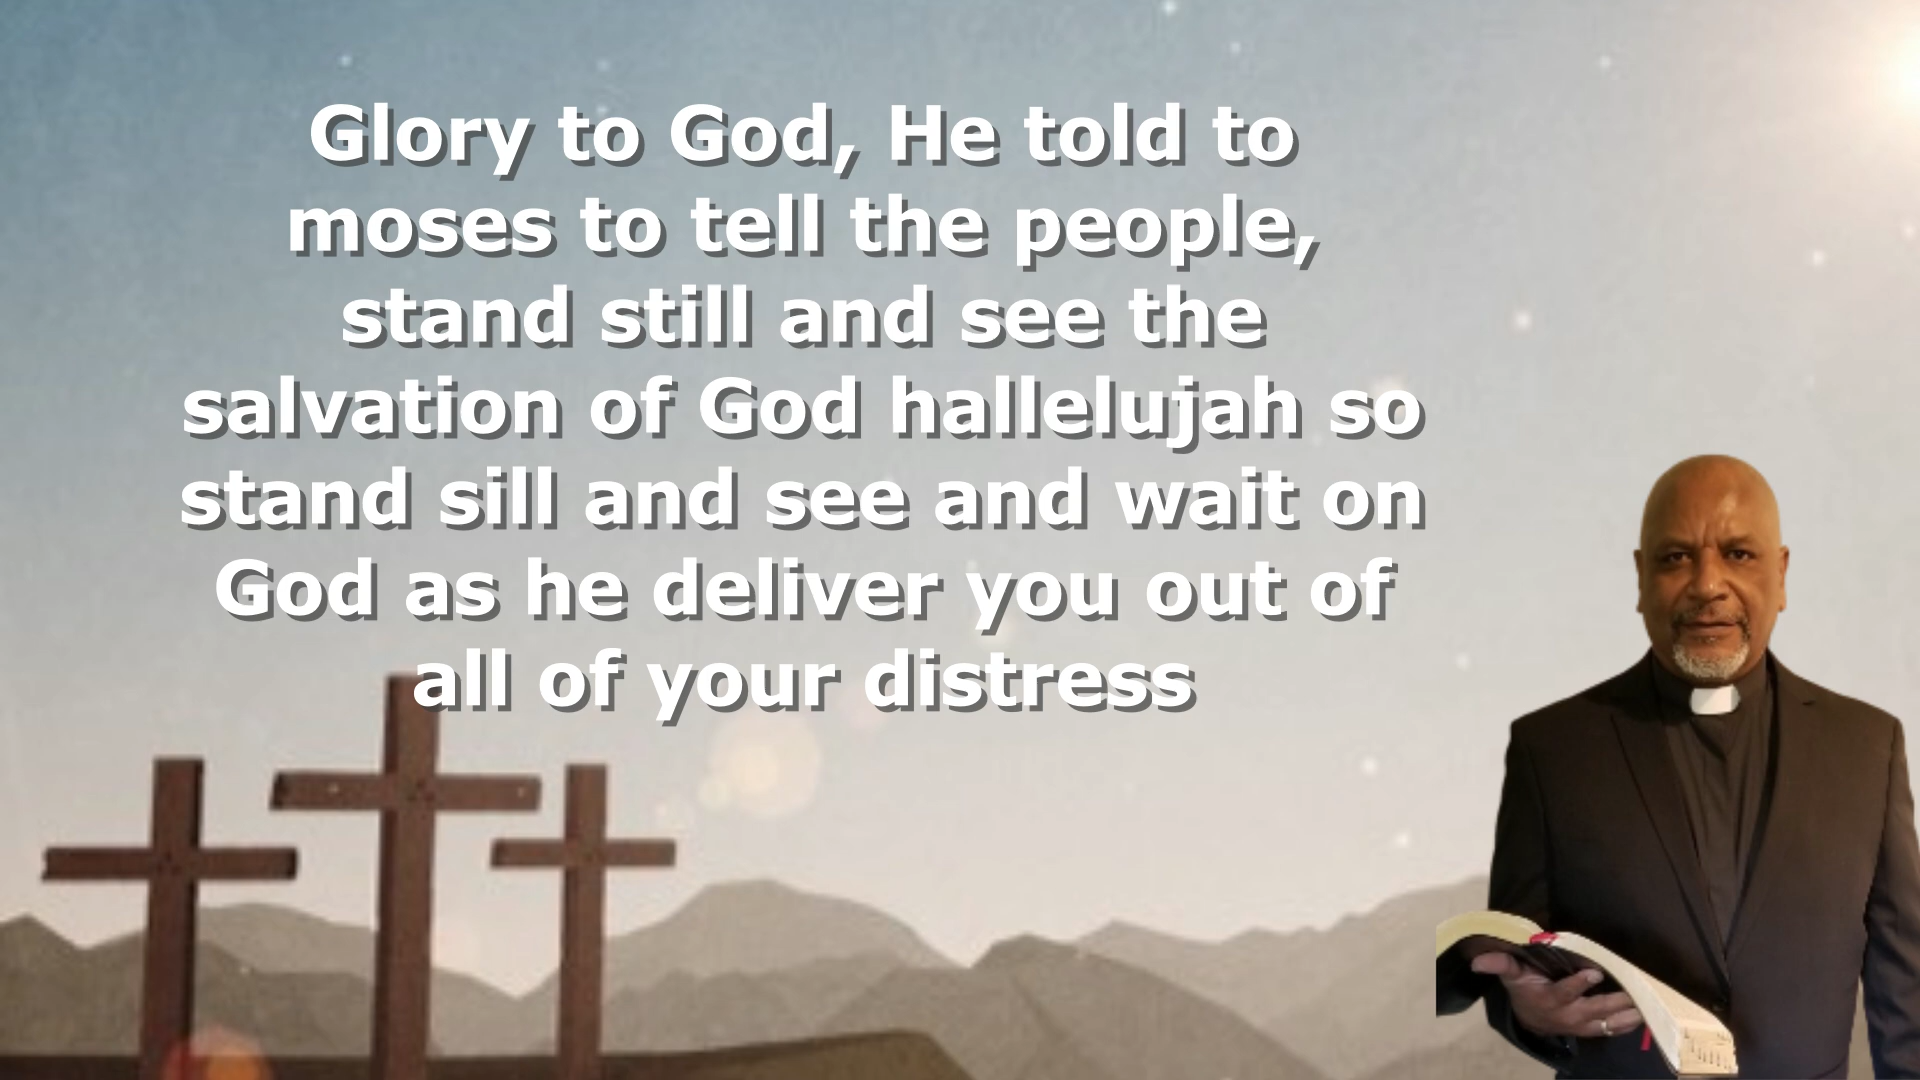 Glory to God, He told to
moses to tell the people,
stand still and see the
salvation of God hallelujah so
stand sill and see and wait on
God as he deliver you out of
all of your distress